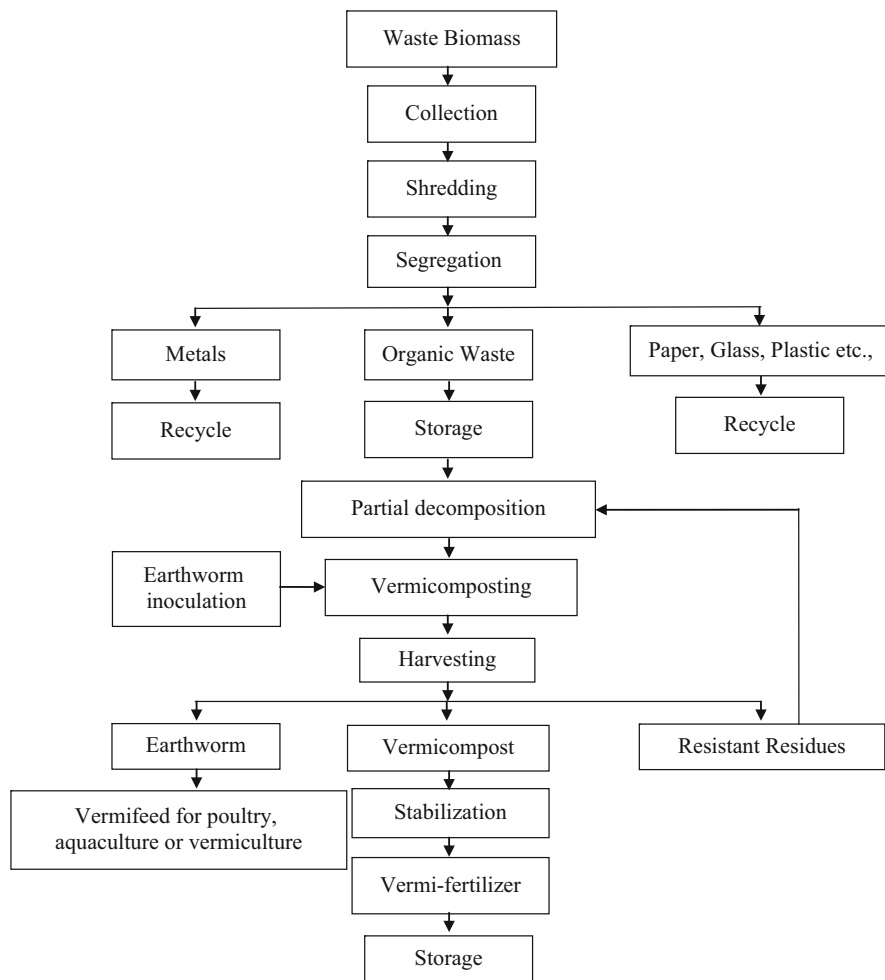 Waste Biomass
Collection
Shredding
Segregation
Metals
Organic Waste
Paper, Glass, Plastic etc.,
Recycle
Storage
Recycle
Partial decomposition
Earthworm
inoculation
Vermicomposting
Harvesting
Earthworm
Vermicompost
Resistant Residues
Vermifeed for poultry,
aquaculture or vermiculture
Stabilization
Vermi-fertilizer
Storage